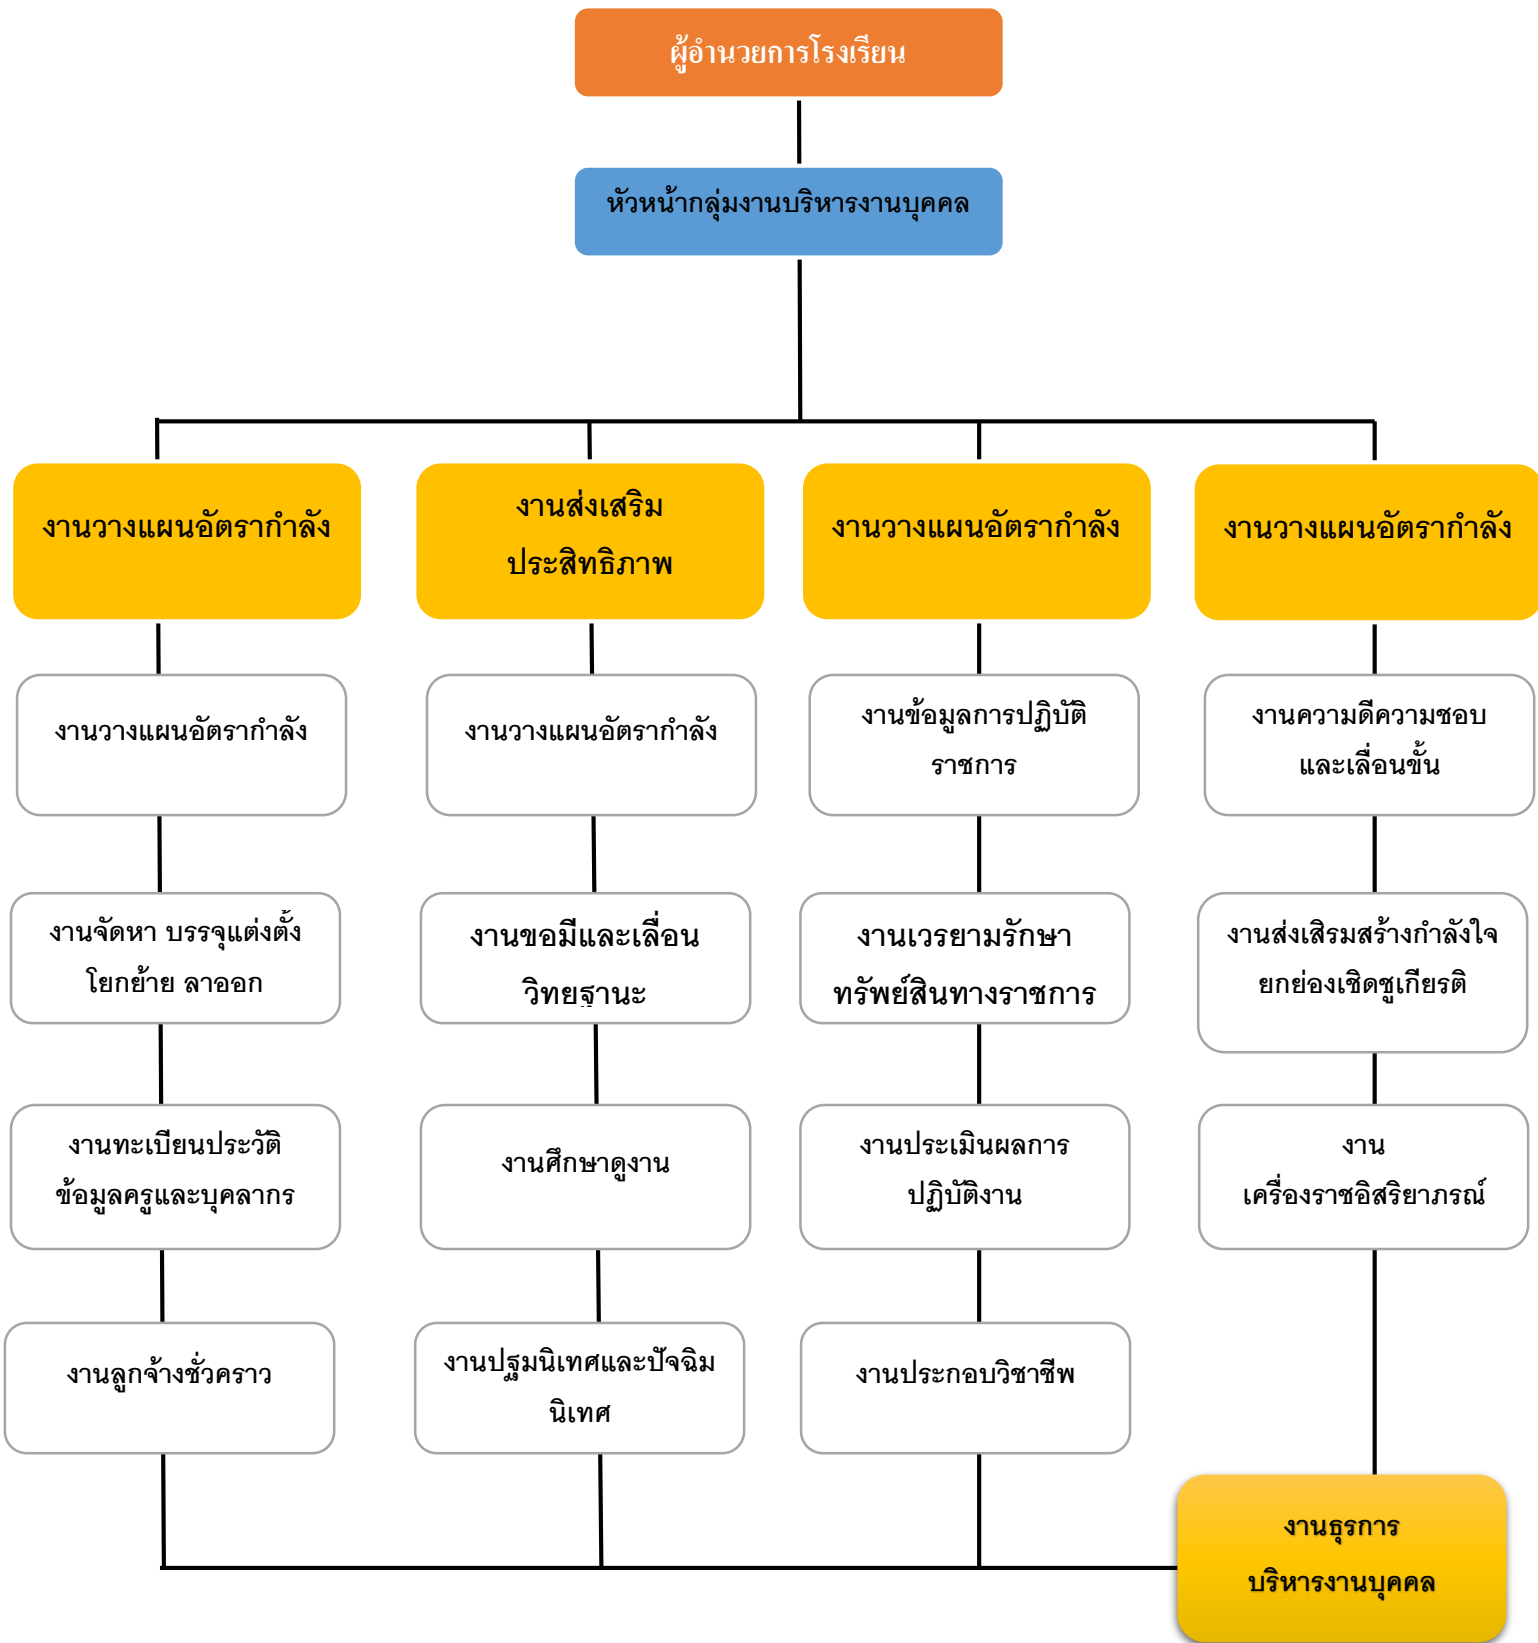 ผู้อำนวยการโรงเรียน
หัวหน้ากลุ่มงานบริหารงานบุคคล
งานวางแผนอัตรากำลัง
งานส่งเสริม
ประสิทธิภาพ
งานวางแผนอัตรากำลัง
งานวางแผนอัตรากำลัง
งานวางแผนอัตรากำลัง
งานวางแผนอัตรากำลัง
งานข้อมูลการปฏิบัติ
ราชการ
งานความดีความชอบ
และเลื่อนขั้น
งานจัดหา บรรจุแต่งตั้ง
โยกย้าย ลาออก
งานขอมีและเลื่อน
วิทยฐานะ
งานเวรยามรักษา
ทรัพย์สินทางราชการ
งานส่งเสิรมสร้างกำลังใจ
ยกย่องเชิดชูเกียรติ
งานทะเบียนประวัติ
ข้อมูลครูและบุคลากร
งานศึกษาดูงาน
งานประเมินผลการ
ปฏิบัติงาน
งาน
เครื่องราชอิสริยาภรณ์
งานลูกจ้างชั่วคราว
งานปฐมนิเทศและปัจฉิม
นิเทศ
งานประกอบวิชาชีพ
งานธุรการ
บริหารงานบุคคล